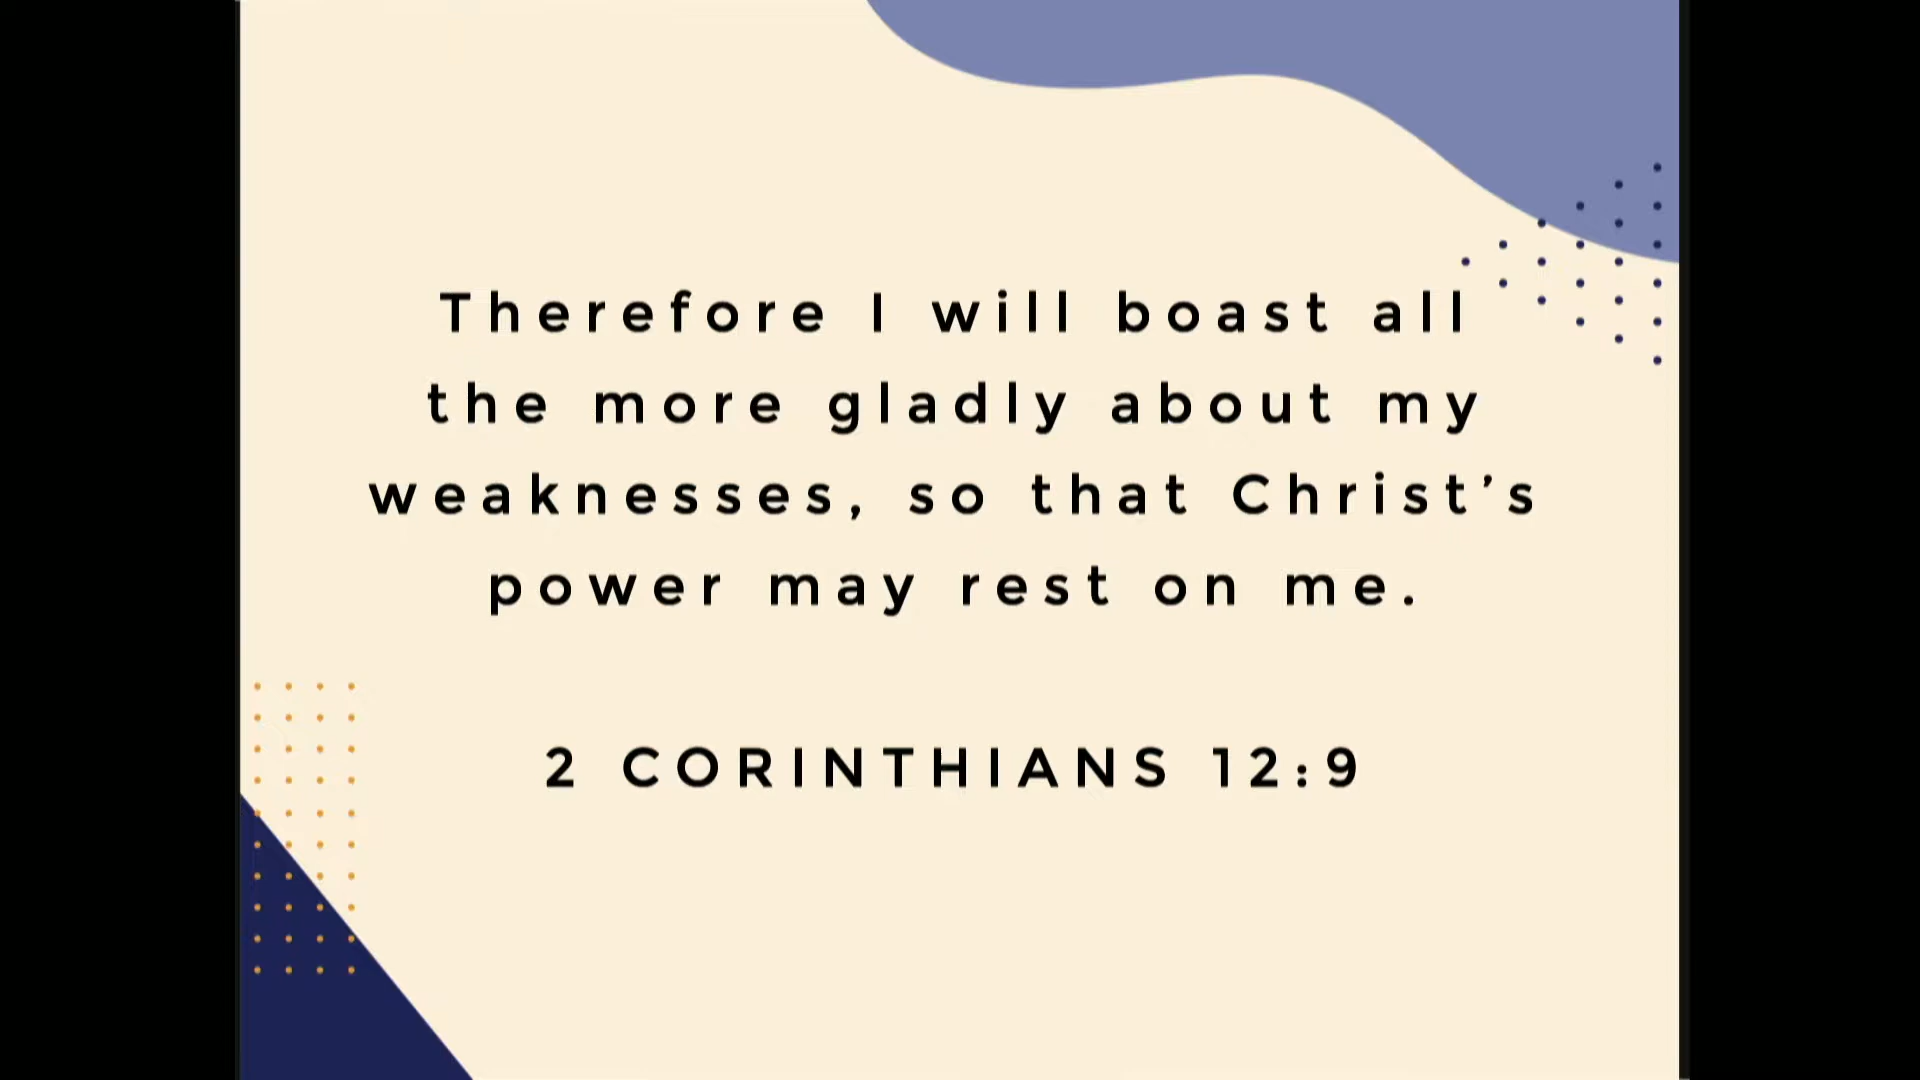 Therefore I will boast all
the more gladly about my
weaknesses, so that Christ’s
power may rest on me.
2 CORINTHIANS 12:9